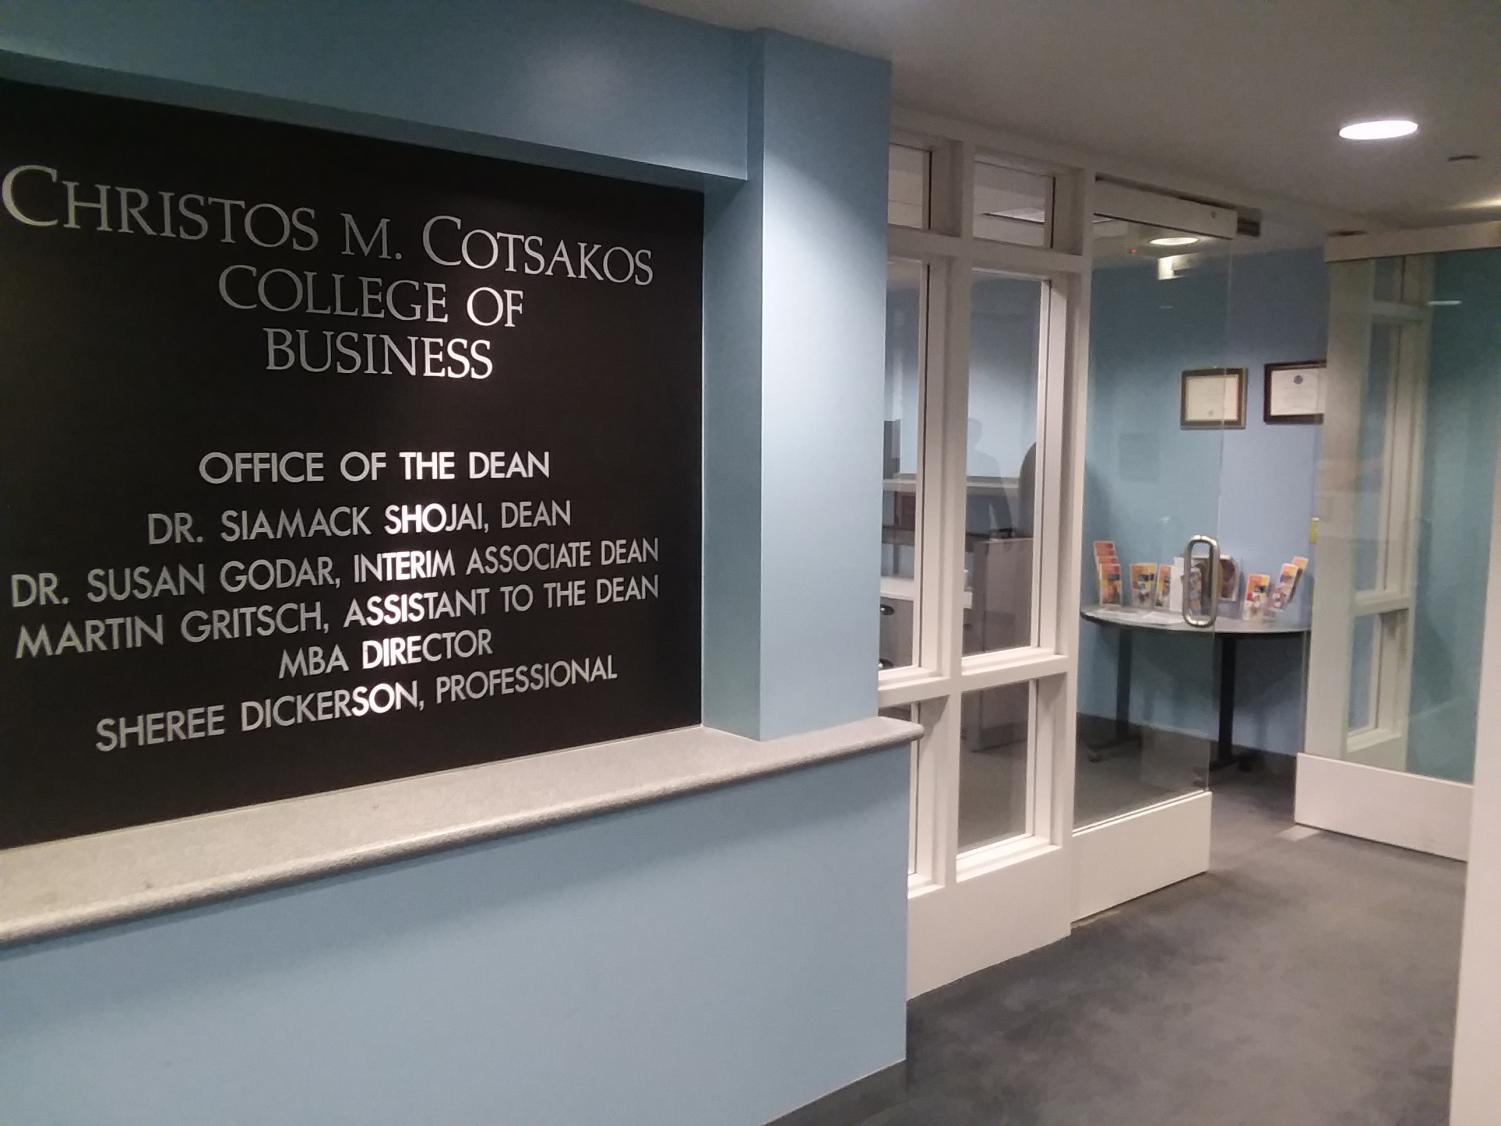 CHRISTOS M. COTSAKOS
COLLEGE OF
BUSINESS
OFFICE OF THE DEAN
DR. SIAMACK SHOJAI, DEAN
DR. SUSAN GODAR, INTERIM ASSOCIATE DEAN
MARTIN GRITSCH, ASSISTANT TO THE DEAN
MBA DIRECTOR
SHEREE DICKERSON, PROFESSIONAL